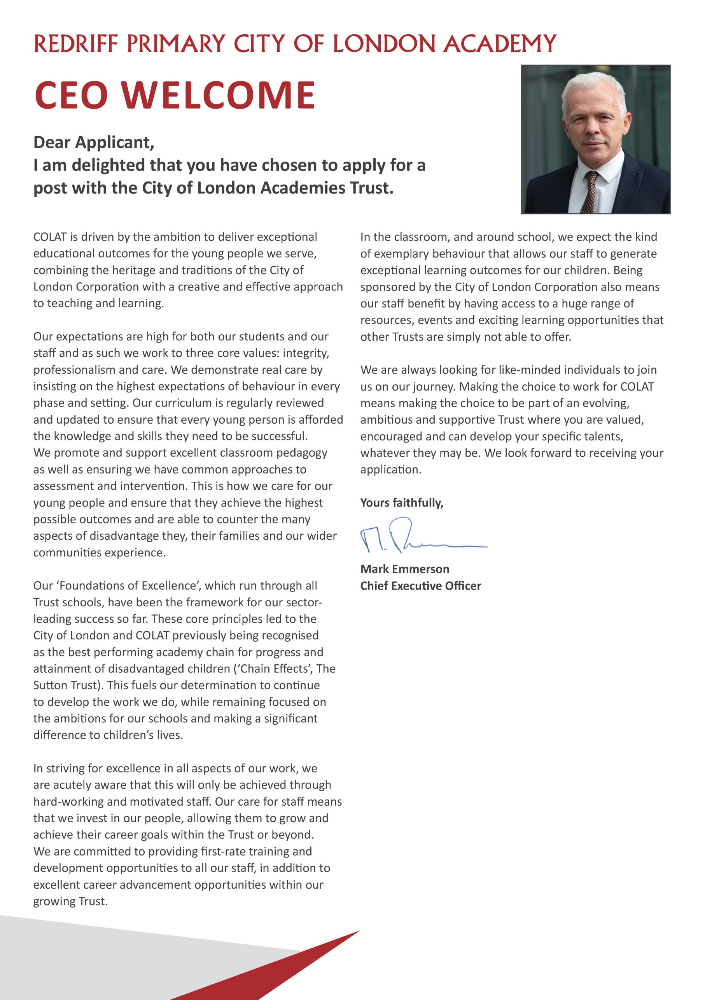 REDRIFF PRIMARY CITY OF LONDON ACADEMY
CEO WELCOME
Dear Applicant,
I am delighted that you have chosen to apply for a
post with the City of London Academies Trust.
COLAT is driven by the ambition to deliver exceptional
educational outcomes for the young people we serve,
combining the heritage and traditions of the City of
London Corporation with a creative and effective approach
to teaching and learning.
Our expectations are high for both our students and our
staff and as such we work to three core values: integrity,
professionalism and care. We demonstrate real care by
insisting on the highest expectations of behaviour in every
phase and setting. Our curriculum is regularly reviewed
and updated to ensure that every young person is afforded
the knowledge and skills they need to be successful.
We promote and support excellent classroom pedagogy
as well as ensuring we have common approaches to
assessment and intervention. This is how we care for our
young people and ensure that they achieve the highest
possible outcomes and are able to counter the many
aspects of disadvantage they, their families and our wider
communities experience.
Our ‘Foundations of Excellence’, which run through all
Trust schools, have been the framework for our sector-
leading success so far. These core principles led to the
City of London and COLAT previously being recognised
as the best performing academy chain for progress and
attainment of disadvantaged children (‘Chain Effects’, The
Sutton Trust). This fuels our determination to continue
to develop the work we do, while remaining focused on
the ambitions for our schools and making a significant
difference to children’s lives.
In striving for excellence in all aspects of our work, we
are acutely aware that this will only be achieved through
hard-working and motivated staff. Our care for staff means
that we invest in our people, allowing them to grow and
achieve their career goals within the Trust or beyond.
We are committed to providing first-rate training and
development opportunities to all our staff, in addition to
excellent career advancement opportunities within our
growing Trust.
In the classroom, and around school, we expect the kind
of exemplary behaviour that allows our staff to generate
exceptional learning outcomes for our children. Being
sponsored by the City of London Corporation also means
our staff benefit by having access to a huge range of
resources, events and exciting learning opportunities that
other Trusts are simply not able to offer.
We are always looking for like-minded individuals to join
us on our journey. Making the choice to work for COLAT
means making the choice to be part of an evolving,
ambitious and supportive Trust where you are valued,
encouraged and can develop your specific talents,
whatever they may be. We look forward to receiving your
application.
Yours faithfully,
Mark Emmerson
Chief Executive Officer